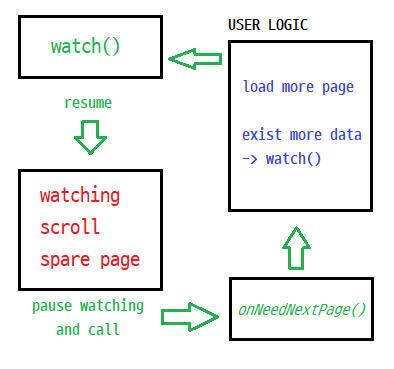 USER LOGIC
watch()
load more page
resume
exist more data
-> watch()
watching
scroll
spare page
pause watching
and call
onNeedNextPage()